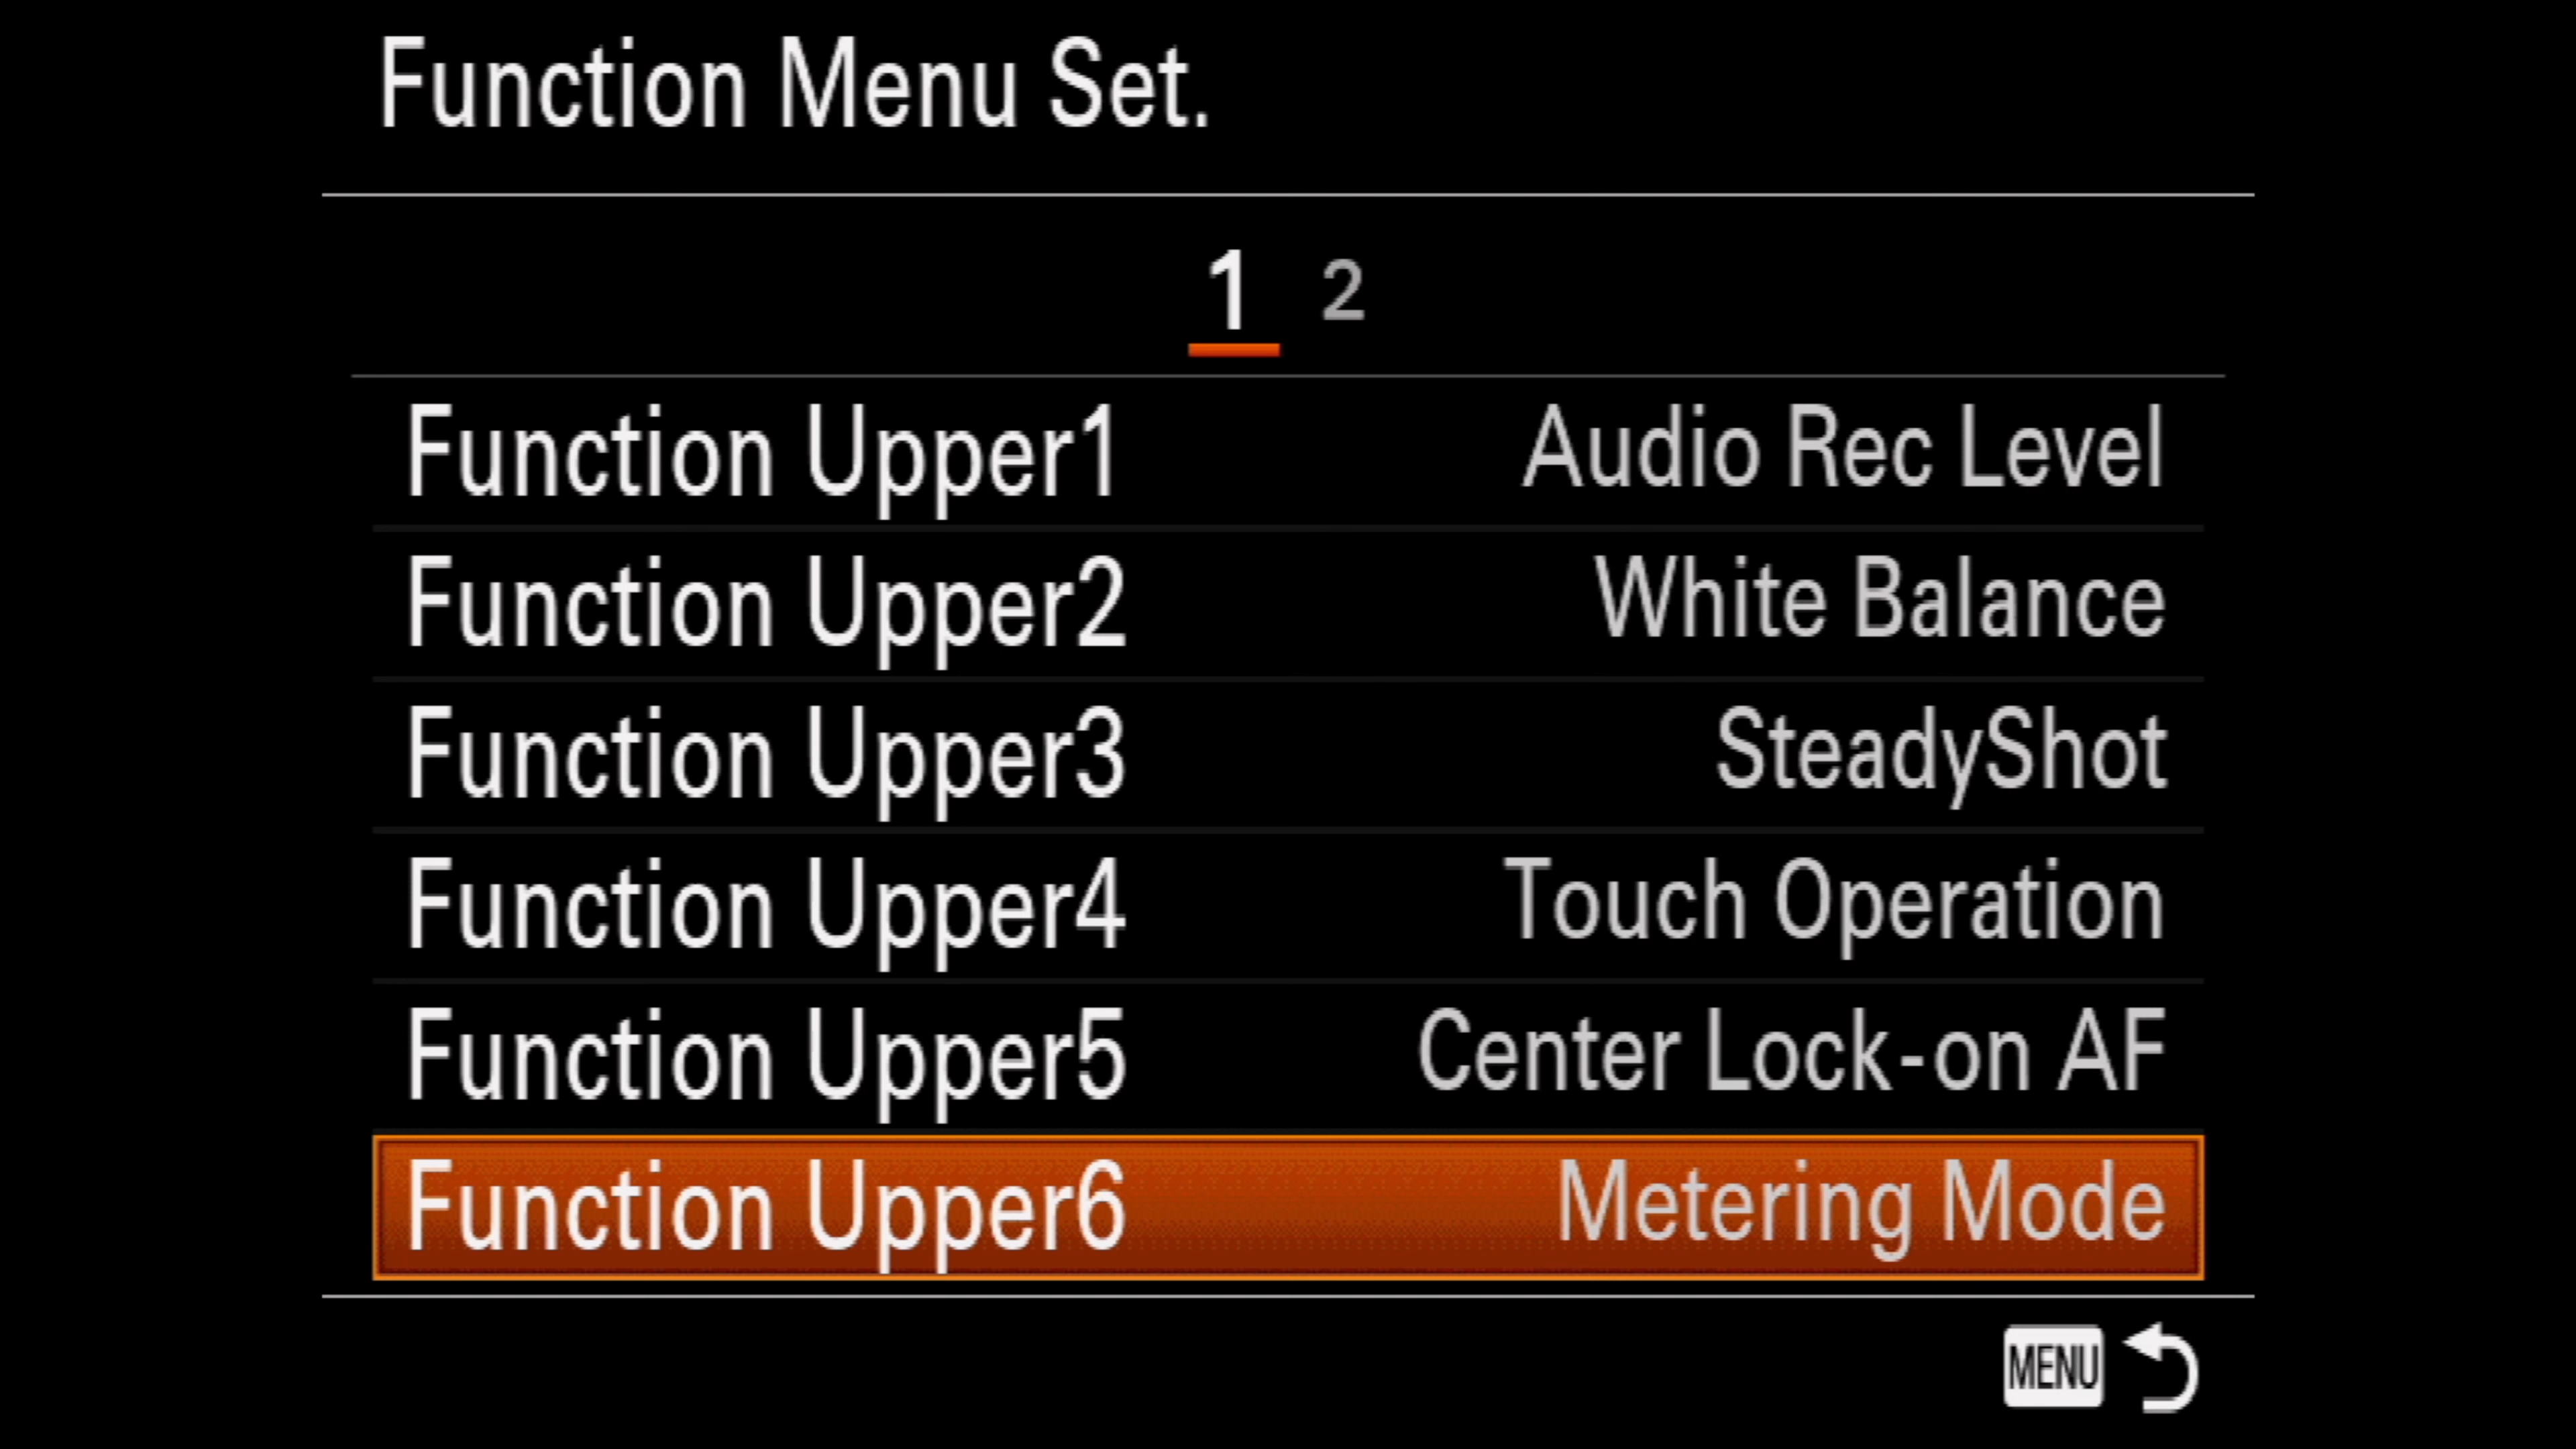 Function Menu Set.
1 2
Function Upper1 Audio Rec Level
Function Upper2 White Balance
Function Upper3 SteadyShot
Function Upper4 Touch Operation
Function Upper5 Center Lock-on AF
Function Upper6 Metering Mode
MENU